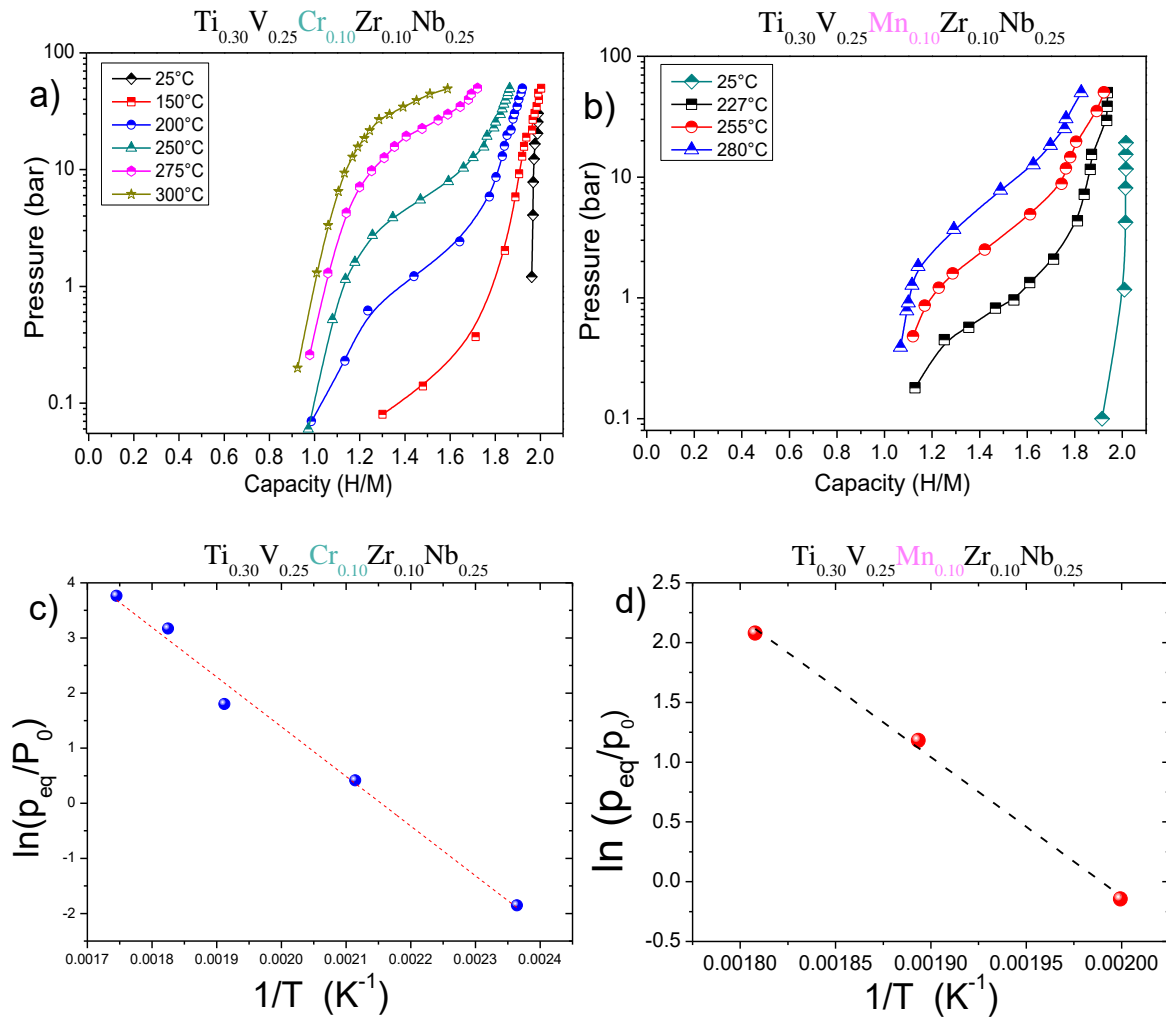 Ti0.30V0.25Cr0.10Zr0.10Nb0.25
a)
25°C
150°C
200°C
250°C
275°C
300°C
Pressure (bar)
100
10
1
0.1
0.0 0.2 0.4 0.6 0.8 1.0 1.2 1.4 1.6 1.8 2.0
Capacity (H/M)
Ti0.30V0.25Mn0.10Zr0.10Nb0.25
b)
25°C
227°C
255°C
280°C
Pressure (bar)
100
10
1
0.1
0.0 0.2 0.4 0.6 0.8 1.0 1.2 1.4 1.6 1.8 2.0
Capacity (H/M)
Ti0.30V0.25Cr0.10Zr0.10Nb0.25
c)
ln(peq/P0)
4
3
2
1
0
-1
-2
0.0017 0.0018 0.0019 0.0020 0.0021 0.0022 0.0023 0.0024
1/T (K-1)
Ti0.30V0.25Mn0.10Zr0.10Nb0.25
d)
ln (peq/p0)
2.5
2.0
1.5
1.0
0.5
0.0
-0.5
0.00180 0.00185 0.00190 0.00195 0.00200
1/T (K-1)